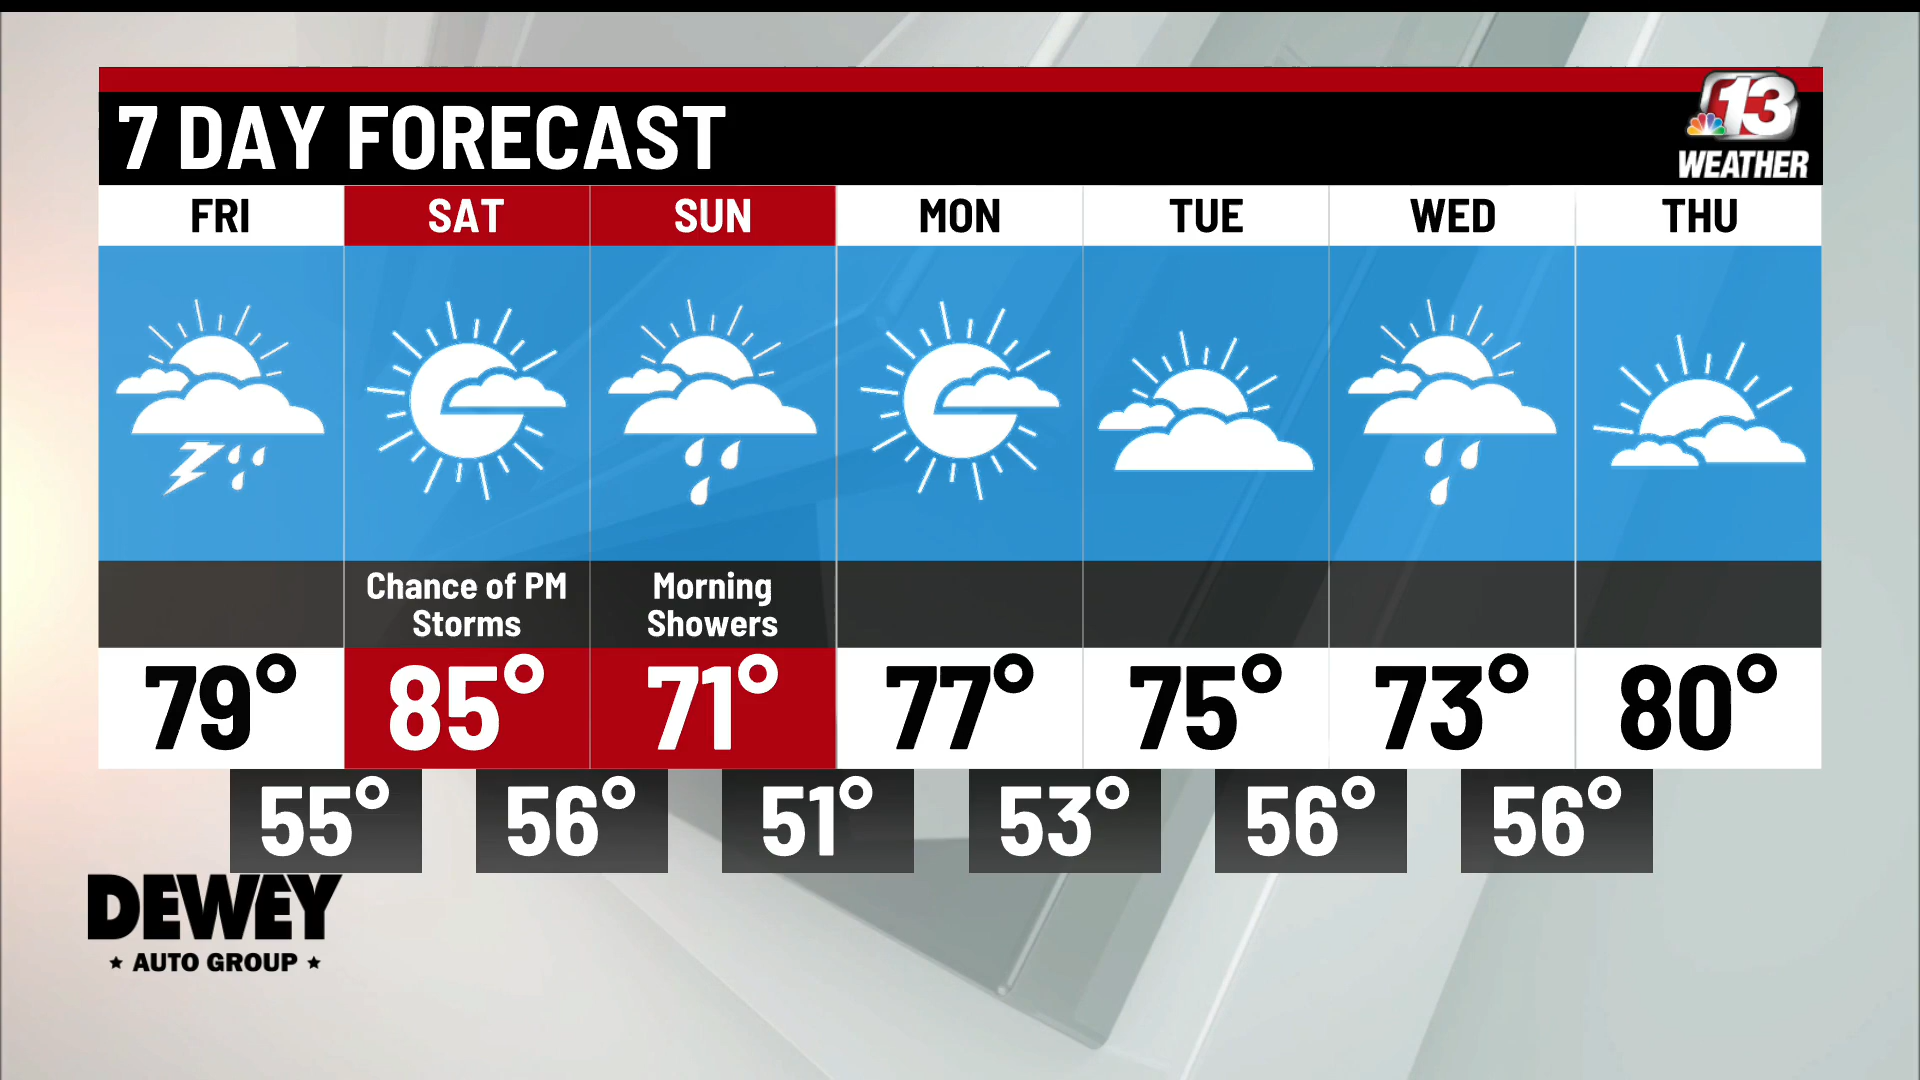 7 DAY FORECAST
13
WEATHER
FRI SAT SUN MON TUE WED THU
Chance of PM
Storms
Morning
Showers
79° 85° 71° 77° 75° 73° 80°
55° 56° 51° 53° 56° 56°
DEWEY
★ AUTO GROUP ★